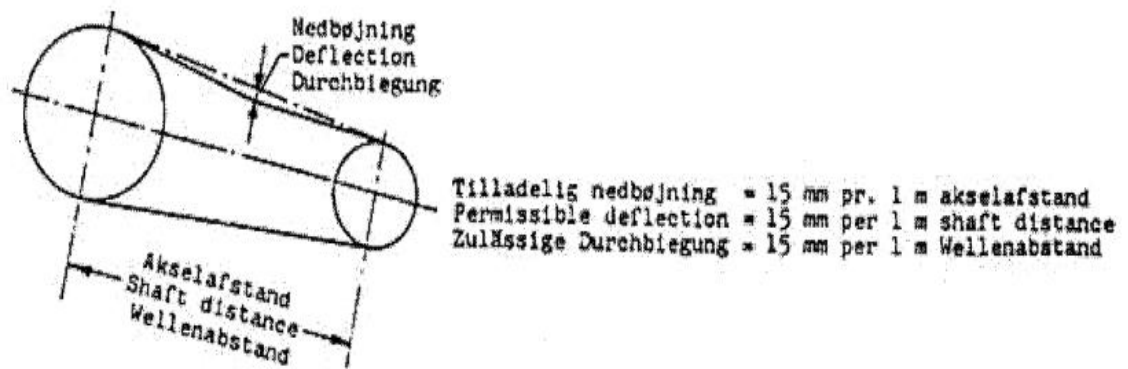 Nedbøjning
Deflection
Durchbiegung
Tilladelig nedbøjning = 15 mm pr. 1 m akselafstand
Permissible deflection = 15 mm per 1 m shaft distance
Zulässige Durchbiegung = 15 mm per 1 m Wellenabstand
Akselafstand
Shaft distance
Wellenabstand